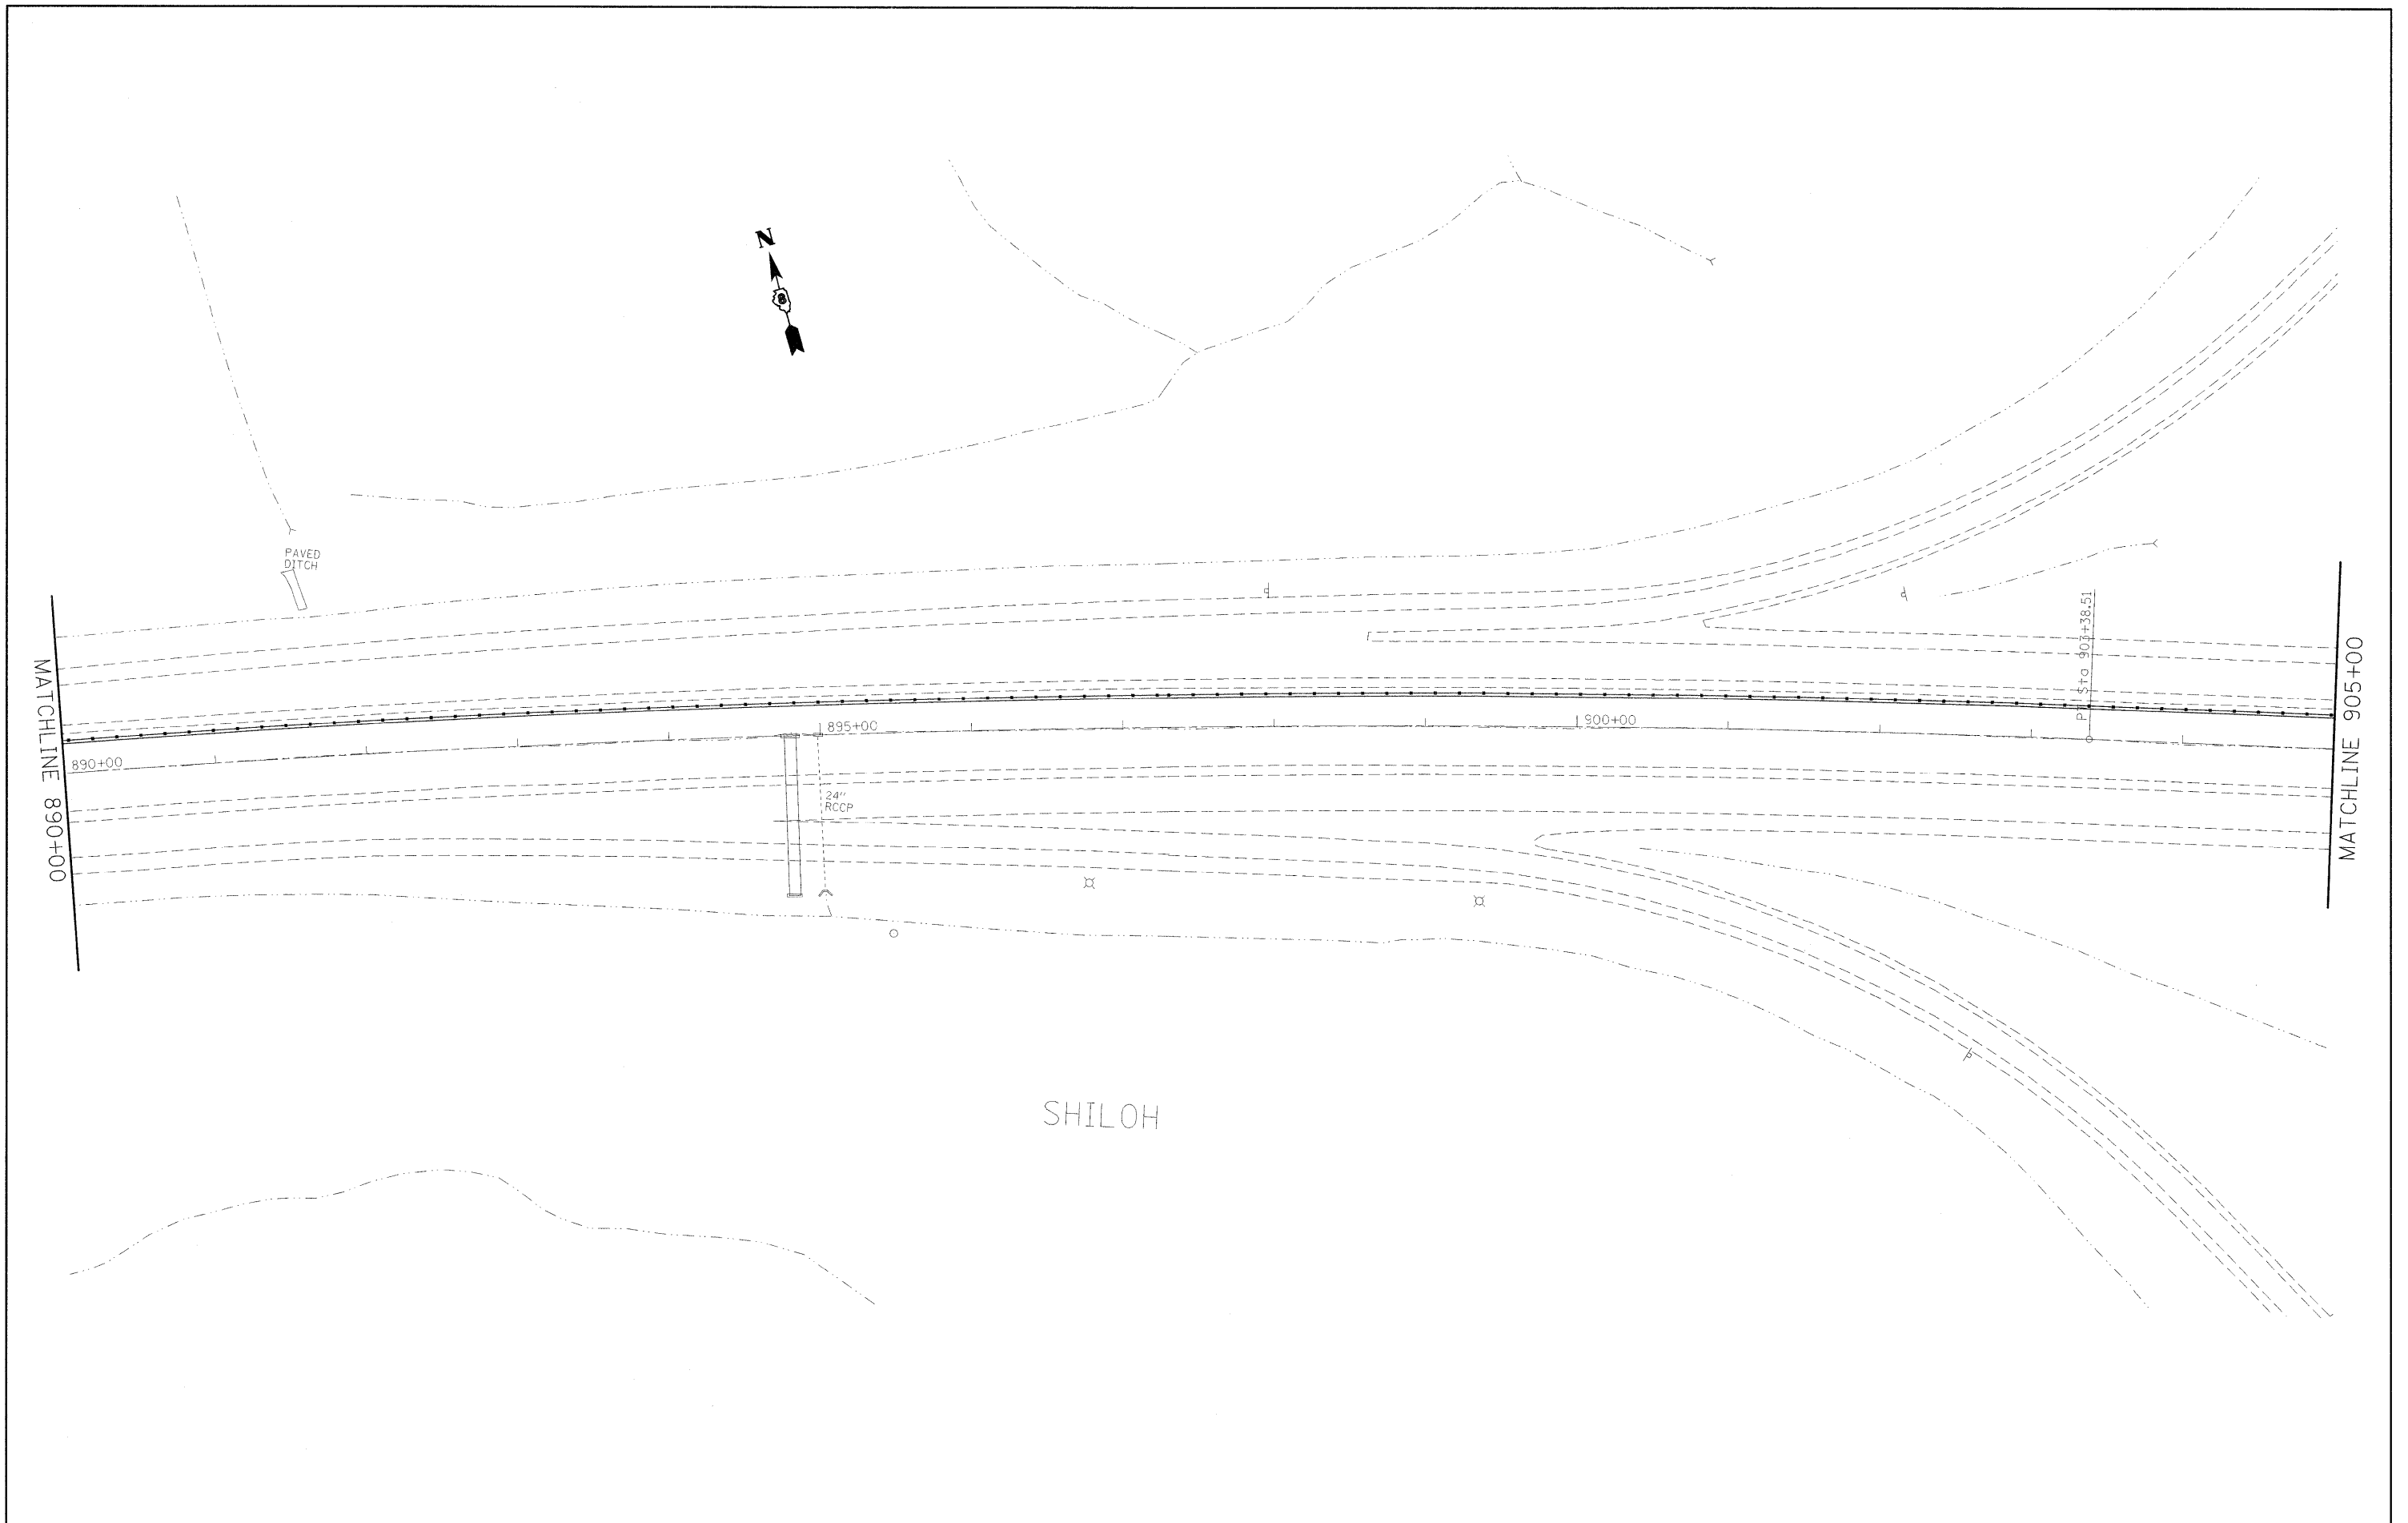 N
8
PAVED
DITCH
MATCHLINE 890+00
890+00
895+00
24"
RCCP
900+00
PT Sta 903+38.51
MATCHLINE 905+00
SHILOH